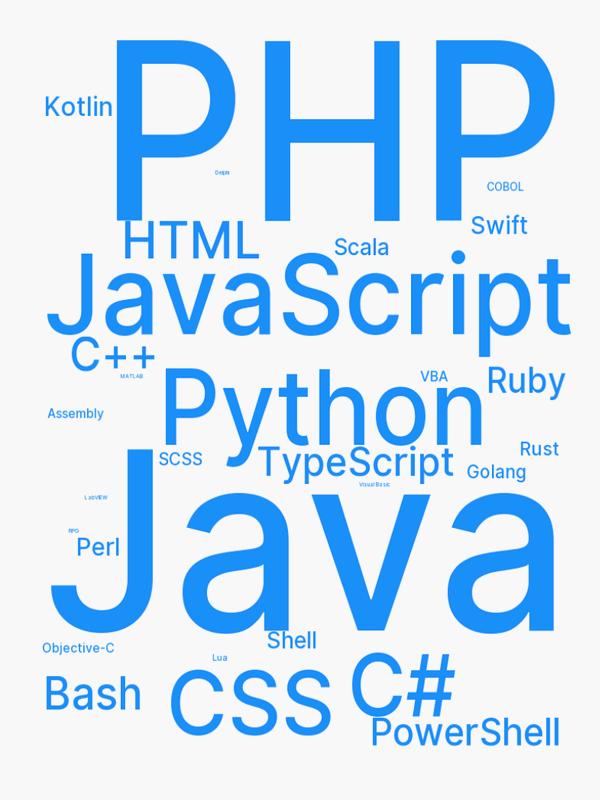 PHP
Kotlin
Delphi
COBOL
Swift
HTML
Scala
JavaScript
C++
MATLAB
VBA
Ruby
Python
Assembly
Rust
SCSS
TypeScript
Golang
Visual Basic
Java
LabVIEW
RPG
Perl
Shell
Objective-C
Lua
C#
Bash
CSS
PowerShell